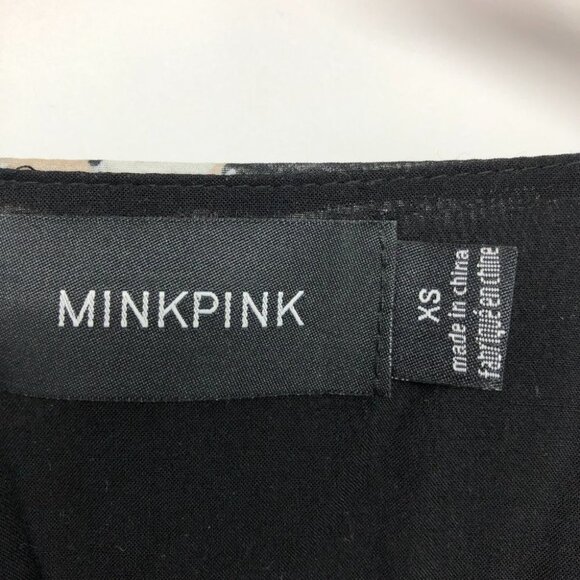 MINKPINK
XS
made in china
fabriqué en chine